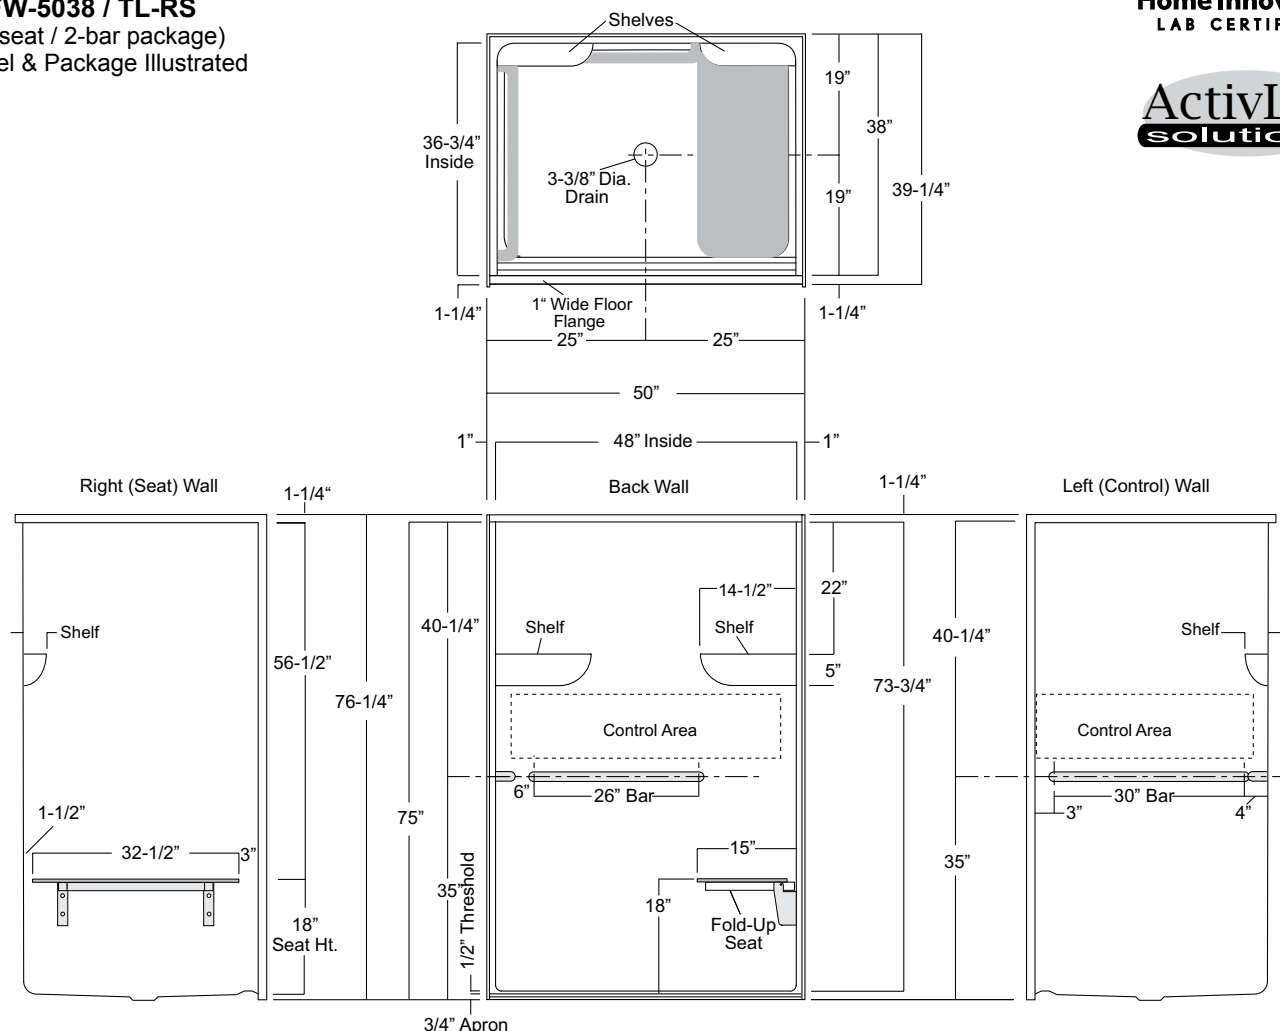 W-5038 / TL-RS
seat / 2-bar package)
el & Package Illustrated
LAB CERTIF
Shelves
19”
38”
36-3/4”
Inside
3-3/8” Dia.
Drain
19”
39-1/4”
1-1/4”
1“ Wide Floor
Flange
1-1/4”
25”
25”
50”
1”
48” Inside
1”
Right (Seat) Wall
1-1/4“
Back Wall
1-1/4”
Left (Control) Wall
14-1/2”
22”
Shelf
40-1/4”
Shelf
Shelf
40-1/4”
Shelf
56-1/2”
5”
76-1/4”
73-3/4”
Control Area
Control Area
6”
26” Bar
30” Bar
3”
4”
1-1/2”
75”
32-1/2”
3”
15”
35”
35”
1/2” Threshold
18”
18”
Seat Ht.
Fold-Up
Seat
3/4” Apron